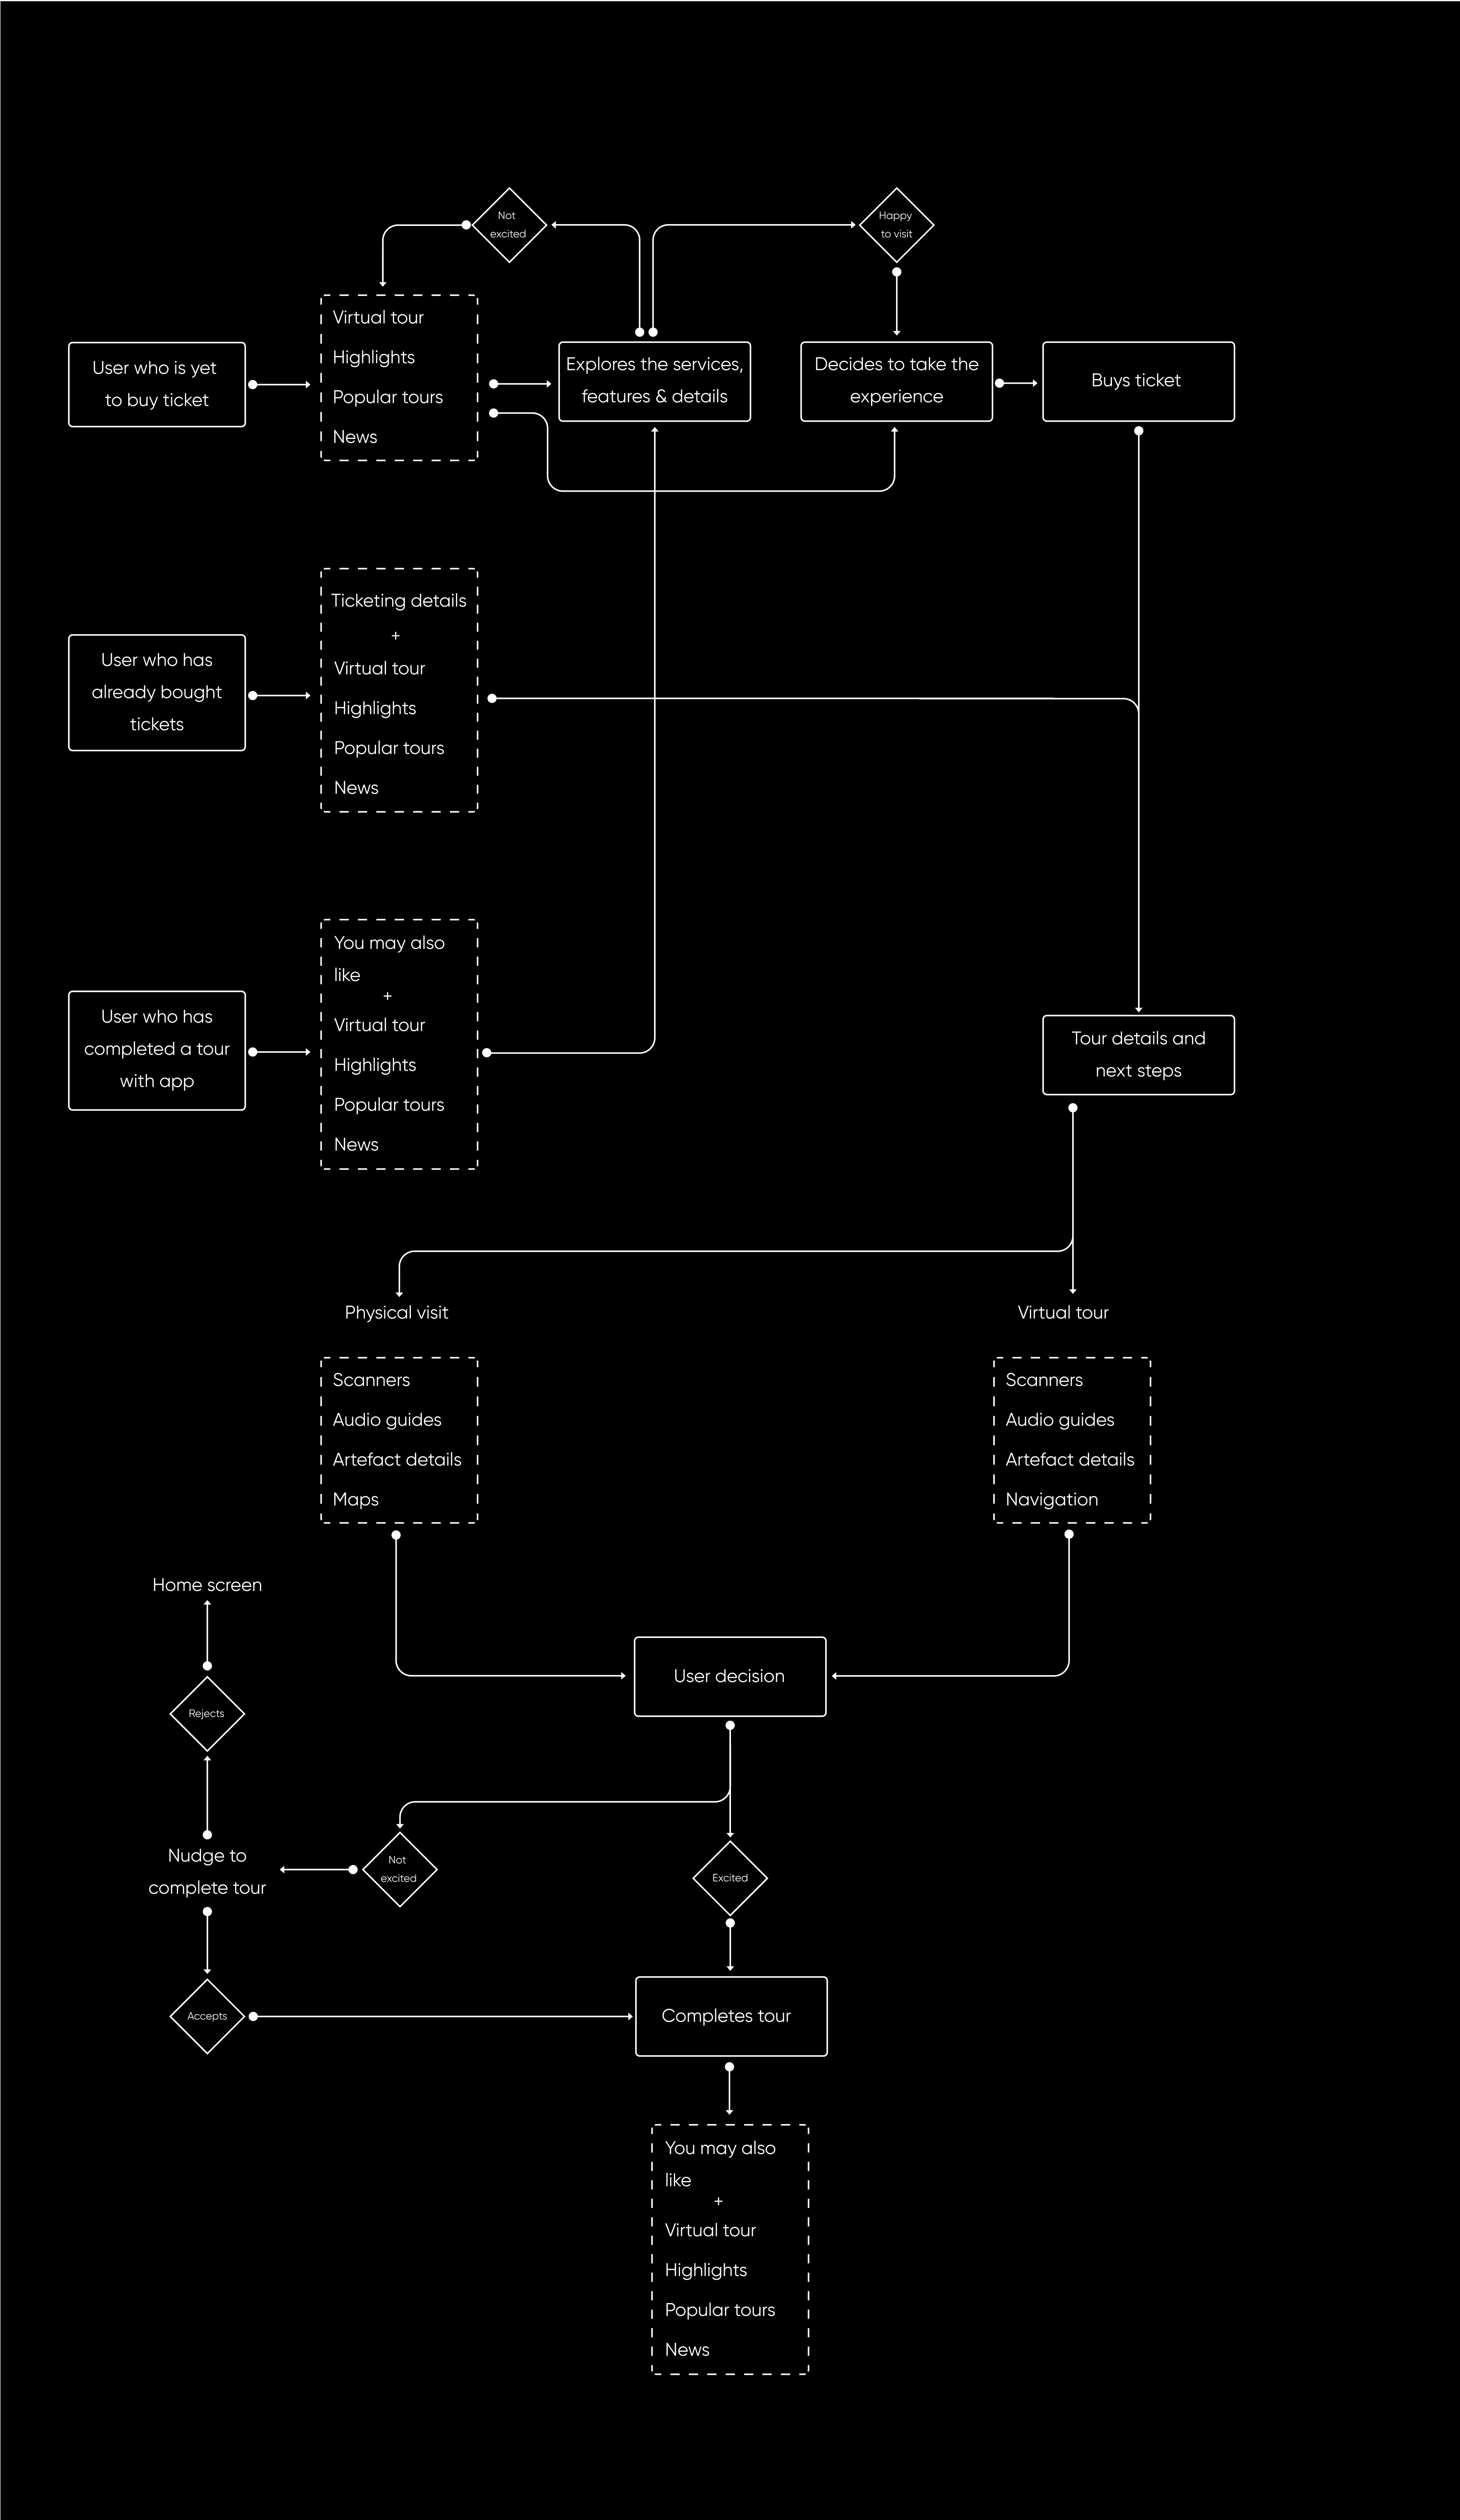 Not
excited
Happy
to visit
User who is yet
to buy ticket
Virtual tour
Highlights
Popular tours
News
Explores the services,
features & details
Decides to take the
experience
Buys ticket
User who has
already bought
tickets
Ticketing details
+
Virtual tour
Highlights
Popular tours
News
User who has
completed a tour
with app
You may also
like
+
Virtual tour
Highlights
Popular tours
News
Tour details and
next steps
Physical visit
Virtual tour
Scanners
Audio guides
Artefact details
Maps
Scanners
Audio guides
Artefact details
Navigation
Home screen
User decision
Rejects
Nudge to
complete tour
Not
excited
Excited
Accepts
Completes tour
You may also
like
+
Virtual tour
Highlights
Popular tours
News